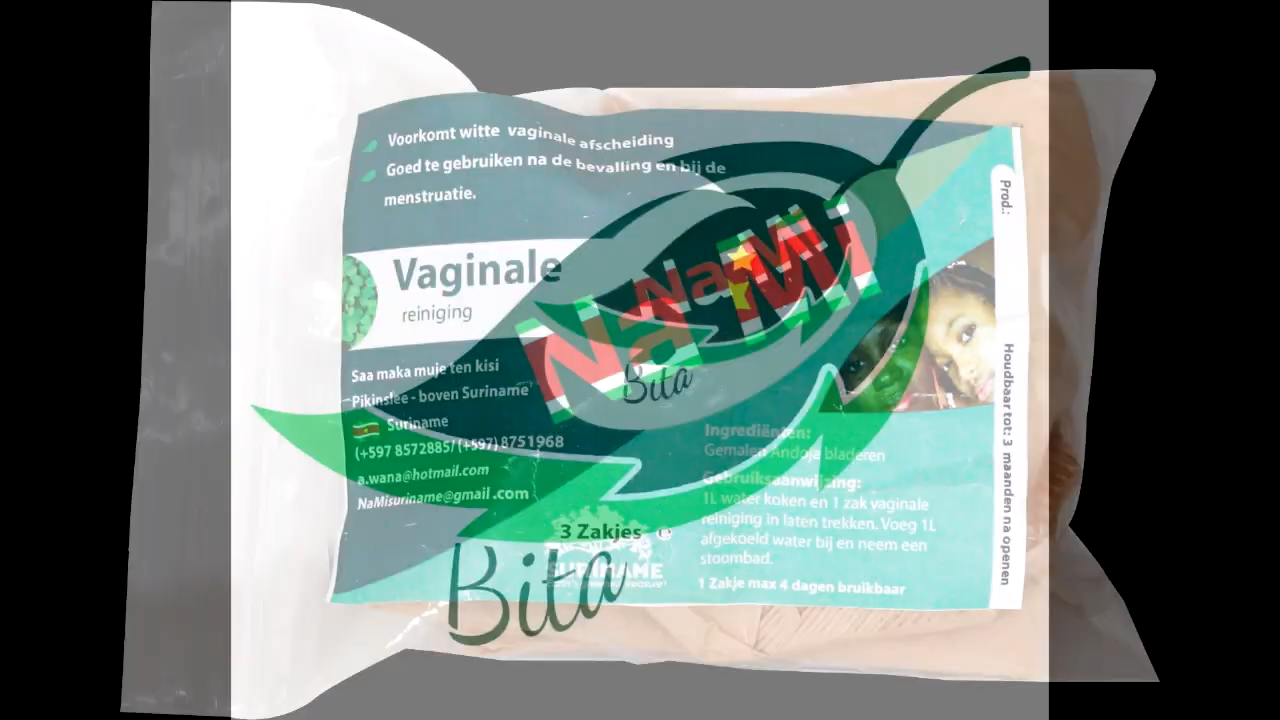 Voorkomt witte vaginale afscheiding
Goed te gebruiken na de bevalling en bij de
menstruatie.
Vaginale
reiniging
Saa maka muje ten kisi
Pikinslee - boven Suriname
Suriname
(+597 8572885/ (+597) 8751968
a.wana@hotmail.com
NaMisuriname@gmail.com
NaMi
Bita
NaMi
Bita
3 Zakjes e
SURINAME
Ingrediënten:
Gemalen Andoja bladeren
Gebruiksaanwijzing:
1L water koken en 1 zak vaginale
reiniging in laten trekken. Voeg 1L
afgekoeld water bij en neem een
stoombad.
1 Zakje max 4 dagen bruikbaar
Prod.:
Houdbaar tot: 3 maanden na openen